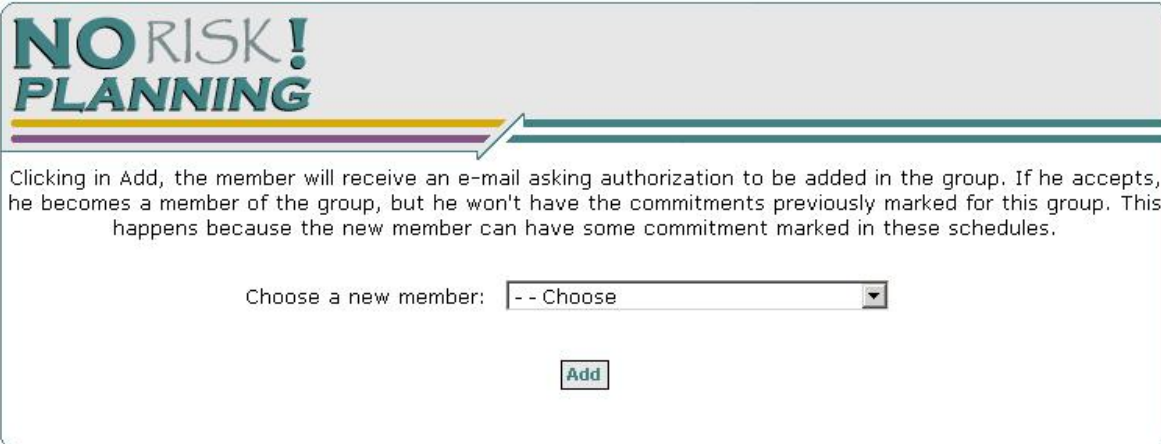 NO RISK!
PLANNING
Clicking in Add, the member will receive an e-mail asking authorization to be added in the group. If he accepts,
he becomes a member of the group, but he won't have the commitments previously marked for this group. This
happens because the new member can have some commitment marked in these schedules.
Choose a new member: - - Choose
Add